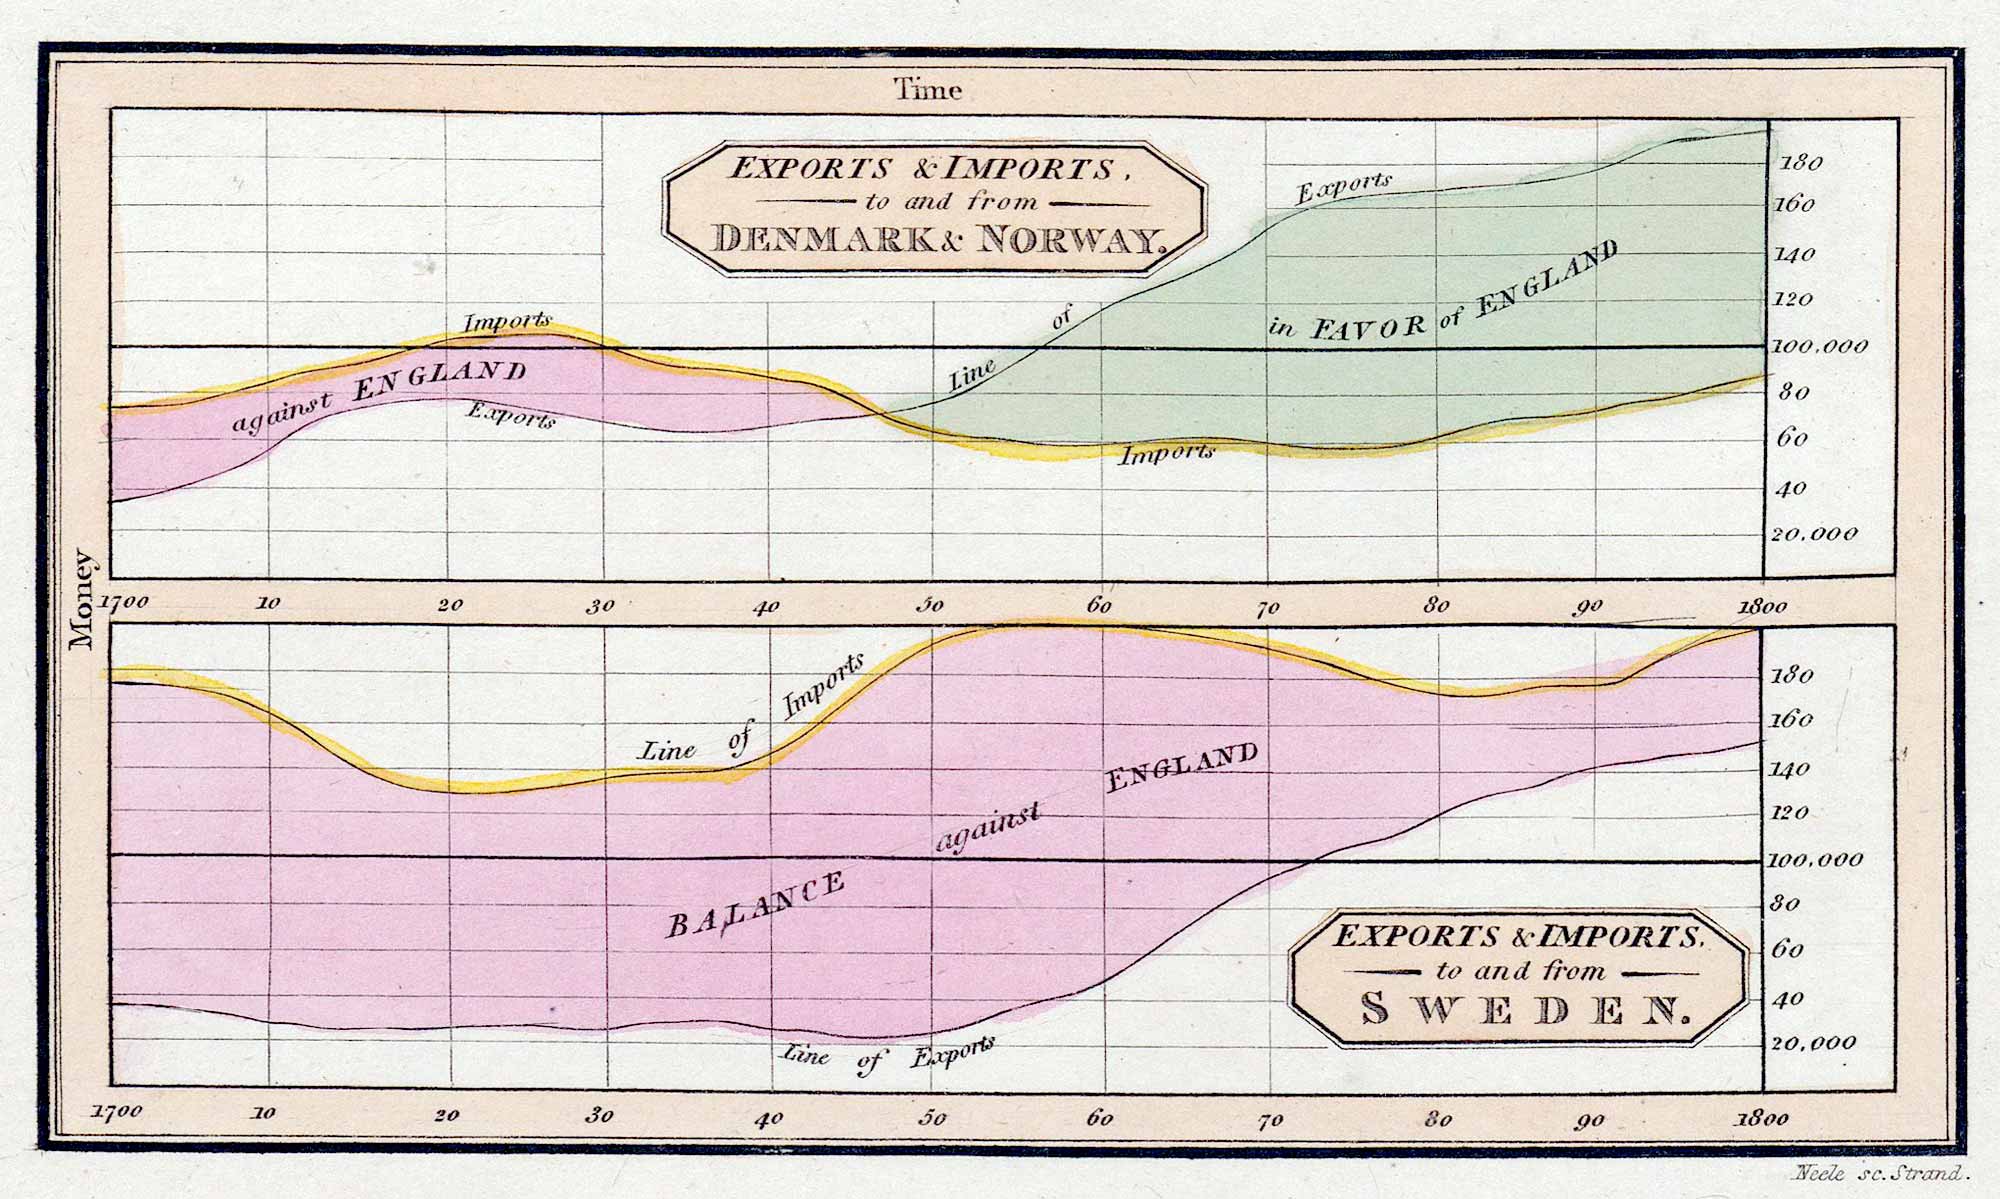 Time
EXPORTS & IMPORTS,
to and from
DENMARK & NORWAY.
Exports
180
160
140
120
100,000
80
60
40
20,000
in FAVOR of ENGLAND
Line of
Imports
against ENGLAND
Exports
Imports
Money
1700 10 20 30 40 50 60 70 80 90 1800
Line of Imports
180
160
140
120
100,000
80
60
40
20,000
BALANCE against ENGLAND
EXPORTS & IMPORTS.
to and from
SWEDEN.
Line of Exports
1700 10 20 30 40 50 60 70 80 90 1800
Neele sc. Strand.